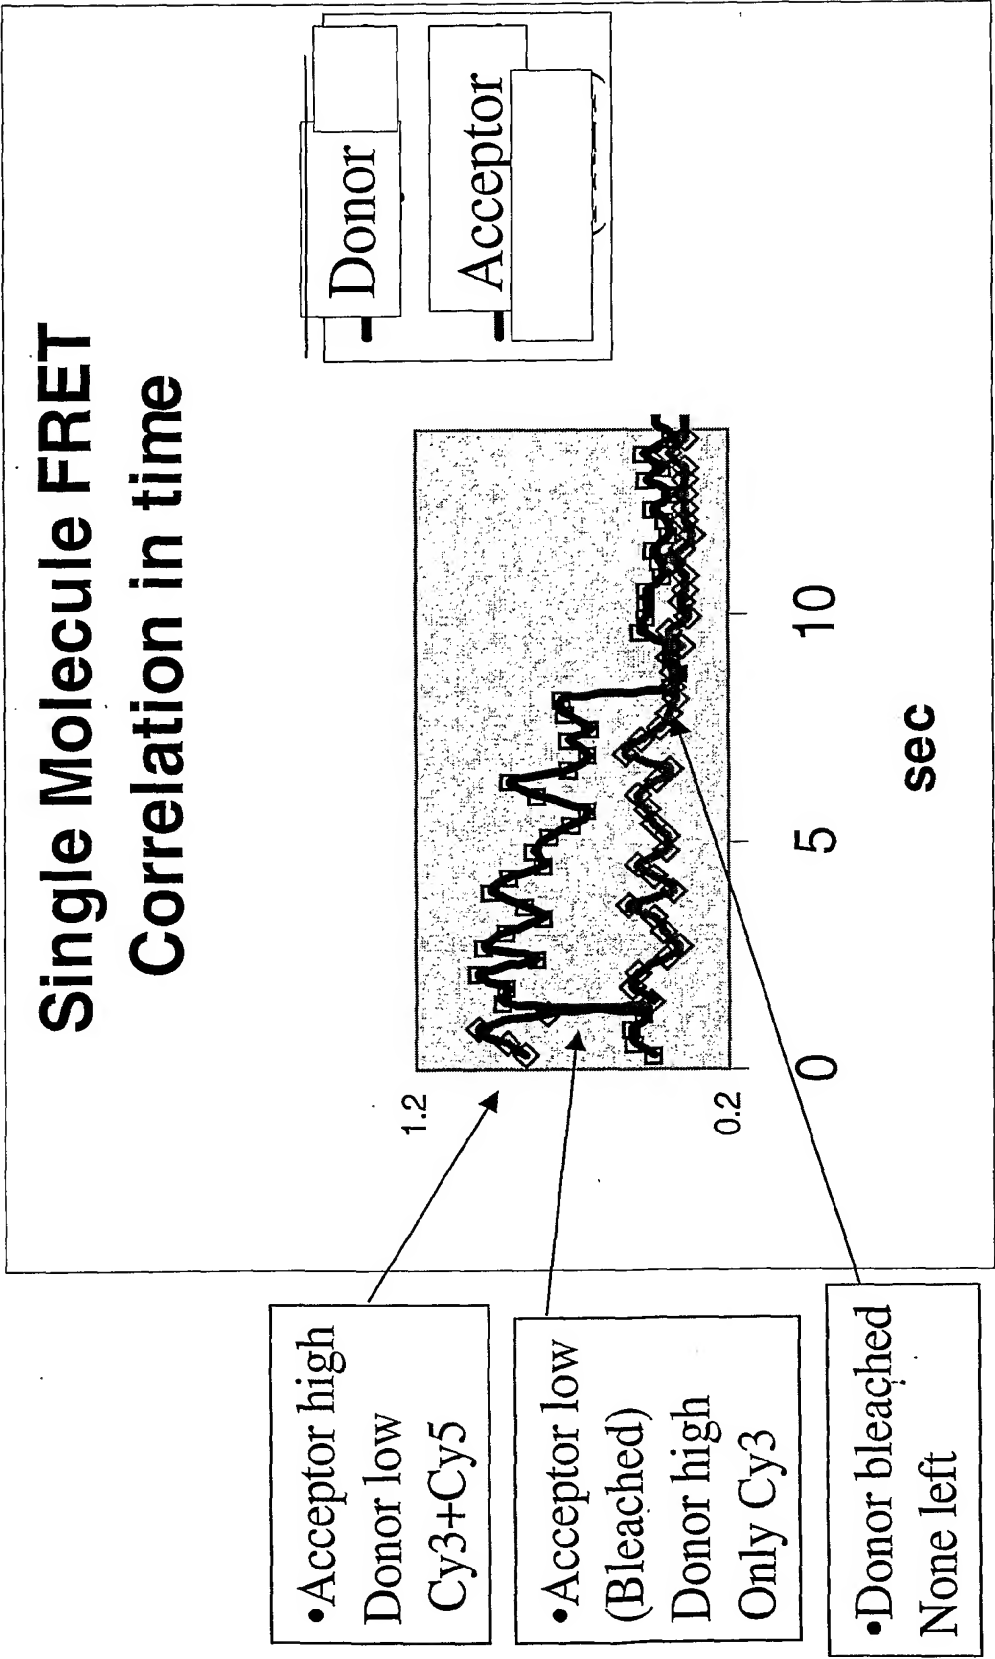 Single Molecule FRET
Correlation in time
Donor
Acceptor
1.2
0.2
0
5
10
sec
•Acceptor high
Donor low
Cy3+Cy5
•Acceptor low
(Bleached)
Donor high
Only Cy3
•Donor bleached
None left